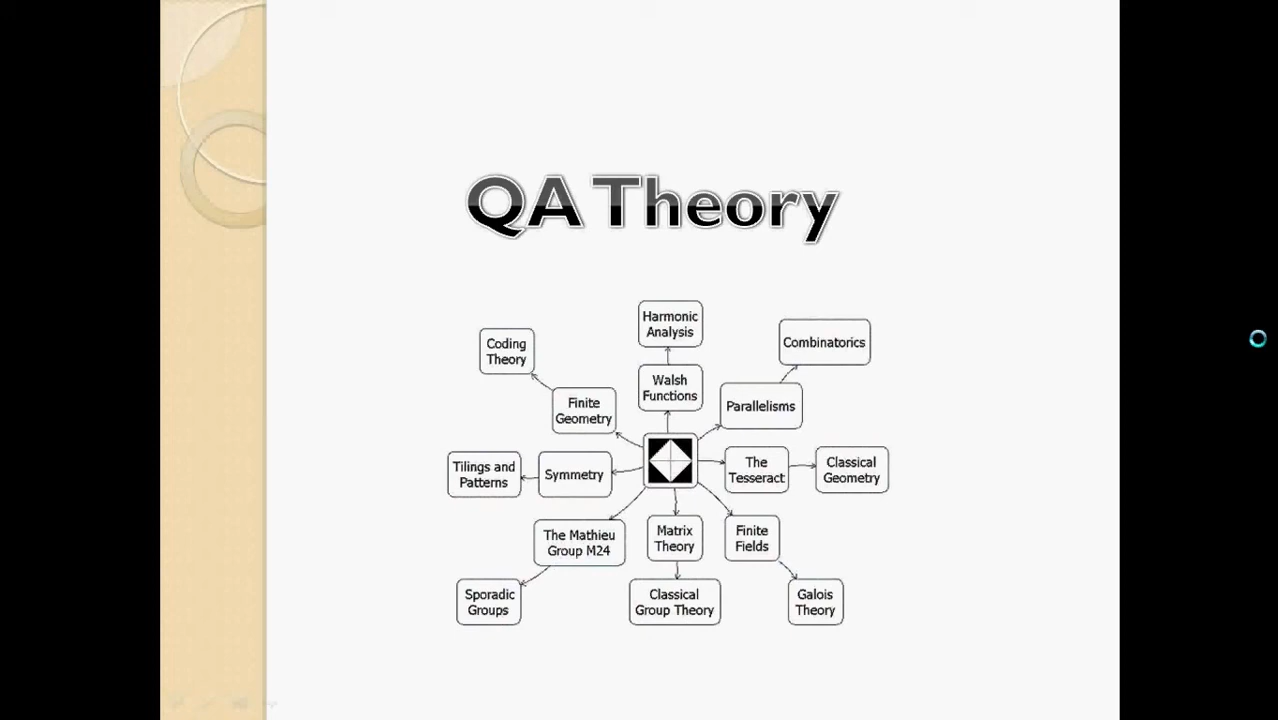 QA Theory
Harmonic
Analysis
Coding
Theory
Combinatorics
Walsh
Functions
Finite
Geometry
Parallelisms
Tilings and
Patterns
Symmetry
The
Tesseract
Classical
Geometry
The Mathieu
Group M24
Matrix
Theory
Finite
Fields
Sporadic
Groups
Classical
Group Theory
Galois
Theory